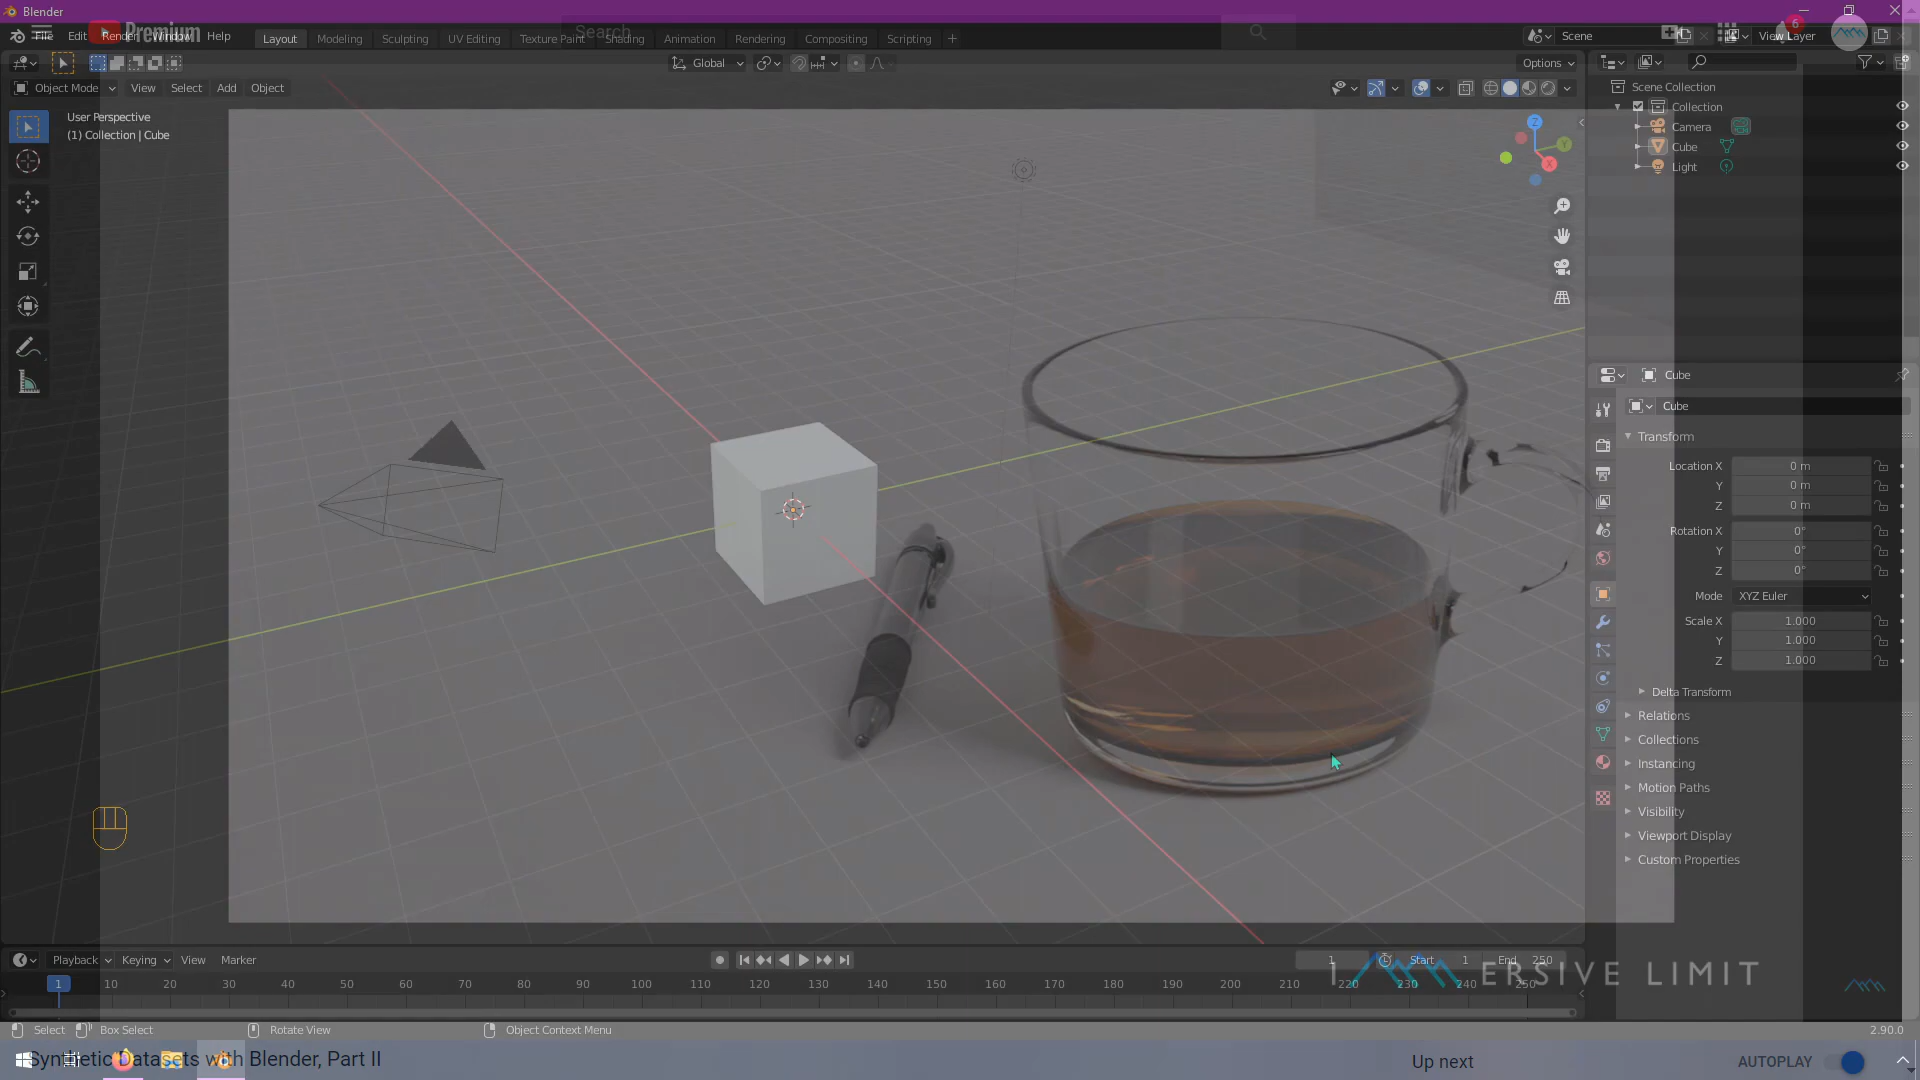 Blender
File Edit Render Window Help
Premium
Search
Layout Modeling Sculpting UV Editing Texture Paint Shading Animation Rendering Compositing Scripting +
Scene
View Layer
6
Global
Options
Object Mode View Select Add Object
User Perspective
(1) Collection | Cube
Z
Y
X
Scene Collection
Collection
Camera
Cube
Light
Cube
Cube
Transform
Location X 0 m
Y 0 m
Z 0 m
Rotation X 0°
Y 0°
Z 0°
Mode XYZ Euler
Scale X 1.000
Y 1.000
Z 1.000
Delta Transform
Relations
Collections
Instancing
Motion Paths
Visibility
Viewport Display
Custom Properties
Playback Keying View Marker
1 Start 1 End 250
1 10 20 30 40 50 60 70 80 90 100 110 120 130 140 150 160 170 180 190 200 210 220 230 240 250
ERSIVE LIMIT
Select Box Select Rotate View Object Context Menu
2.90.0
Synthetic Datasets with Blender, Part II
Up next
AUTOPLAY